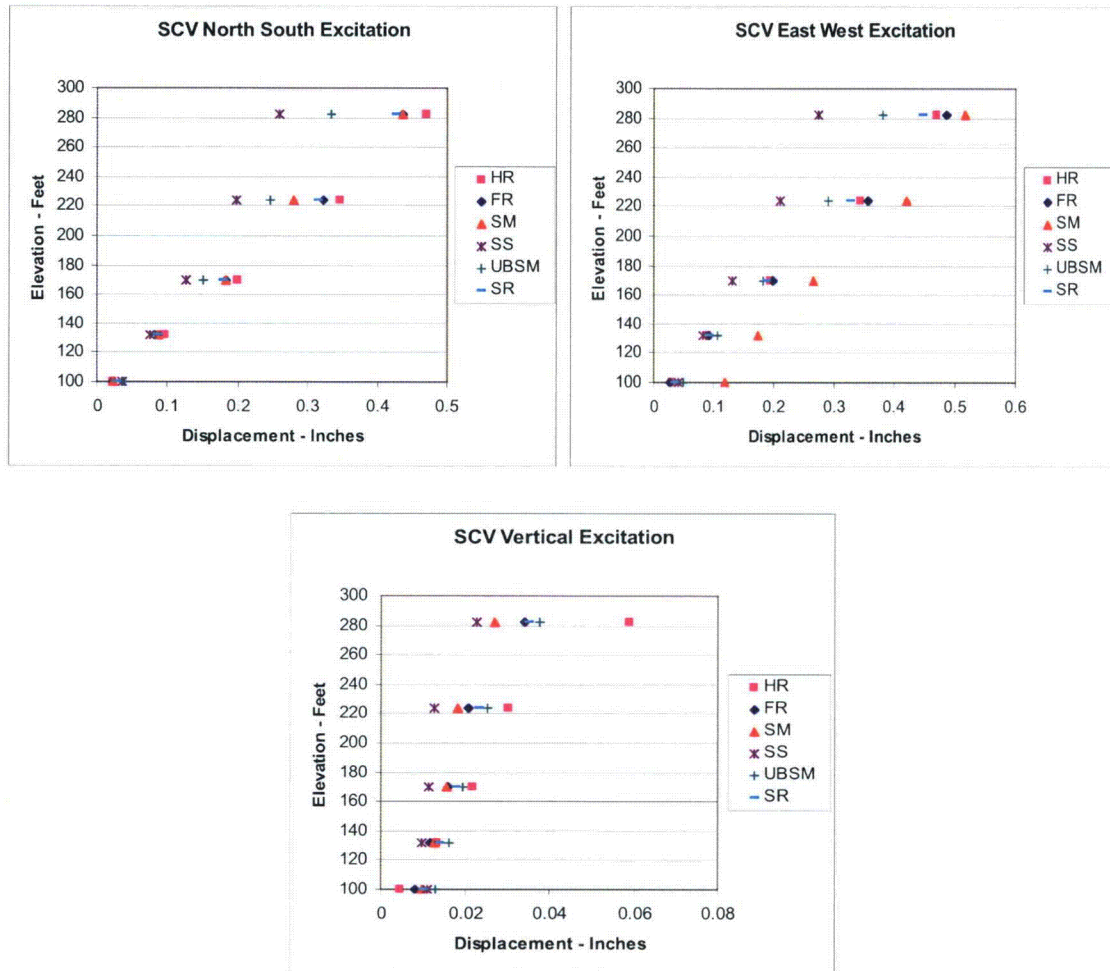 SCV North South Excitation
Elevation - Feet
300
280
260
240
220
200
180
160
140
120
100
0
0.1
0.2
0.3
0.4
0.5
Displacement - Inches
HR
FR
SM
SS
UBSM
SR
SCV East West Excitation
Elevation - Feet
300
280
260
240
220
200
180
160
140
120
100
0
0.1
0.2
0.3
0.4
0.5
0.6
Displacement - Inches
HR
FR
SM
SS
UBSM
SR
SCV Vertical Excitation
Elevation - Feet
300
280
260
240
220
200
180
160
140
120
100
0
0.02
0.04
0.06
0.08
Displacement - Inches
HR
FR
SM
SS
UBSM
SR